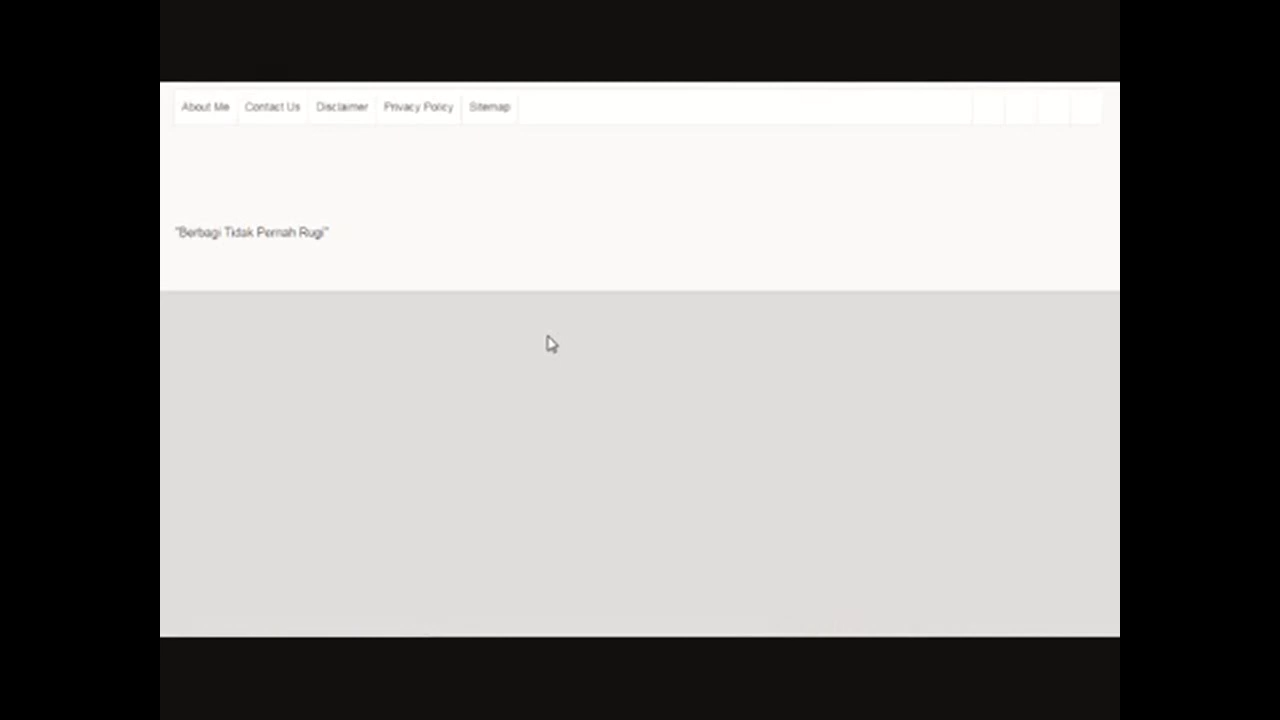 About Me Contact Us Disclaimer Privacy Policy Sitemap
"Berbagi Tidak Pernah Rugi"